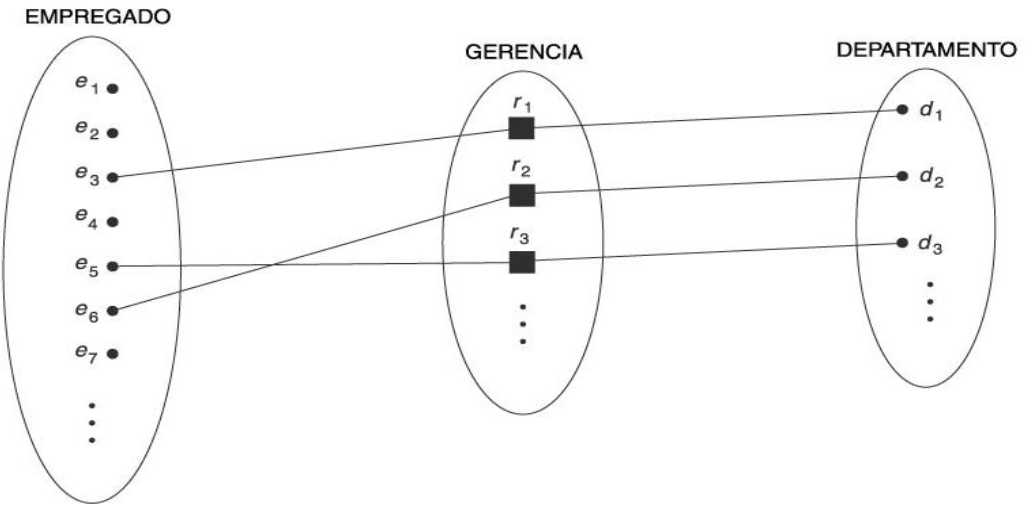 EMPREGADO
GERENCIA
DEPARTAMENTO
e1
e2
e3
e4
e5
e6
e7
r1
r2
r3
d1
d2
d3